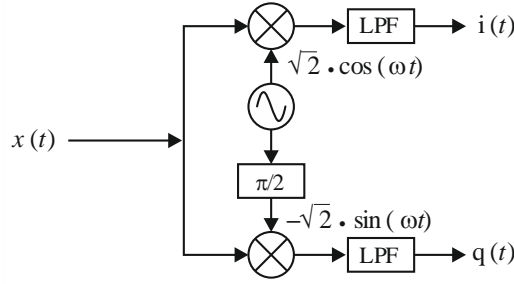 LPF
i (t)
√2 • cos (ωt)
x (t)
π/2
−√2 • sin (ωt)
LPF
q (t)